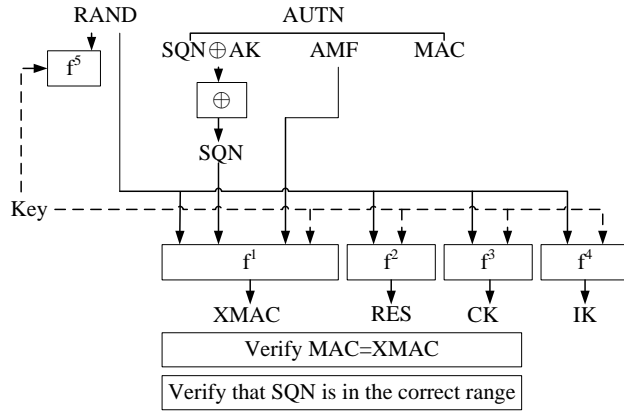 RAND AUTN
SQN⊕AK AMF MAC
f⁵
⊕
SQN
Key
f¹ f² f³ f⁴
XMAC RES CK IK
Verify MAC=XMAC
Verify that SQN is in the correct range